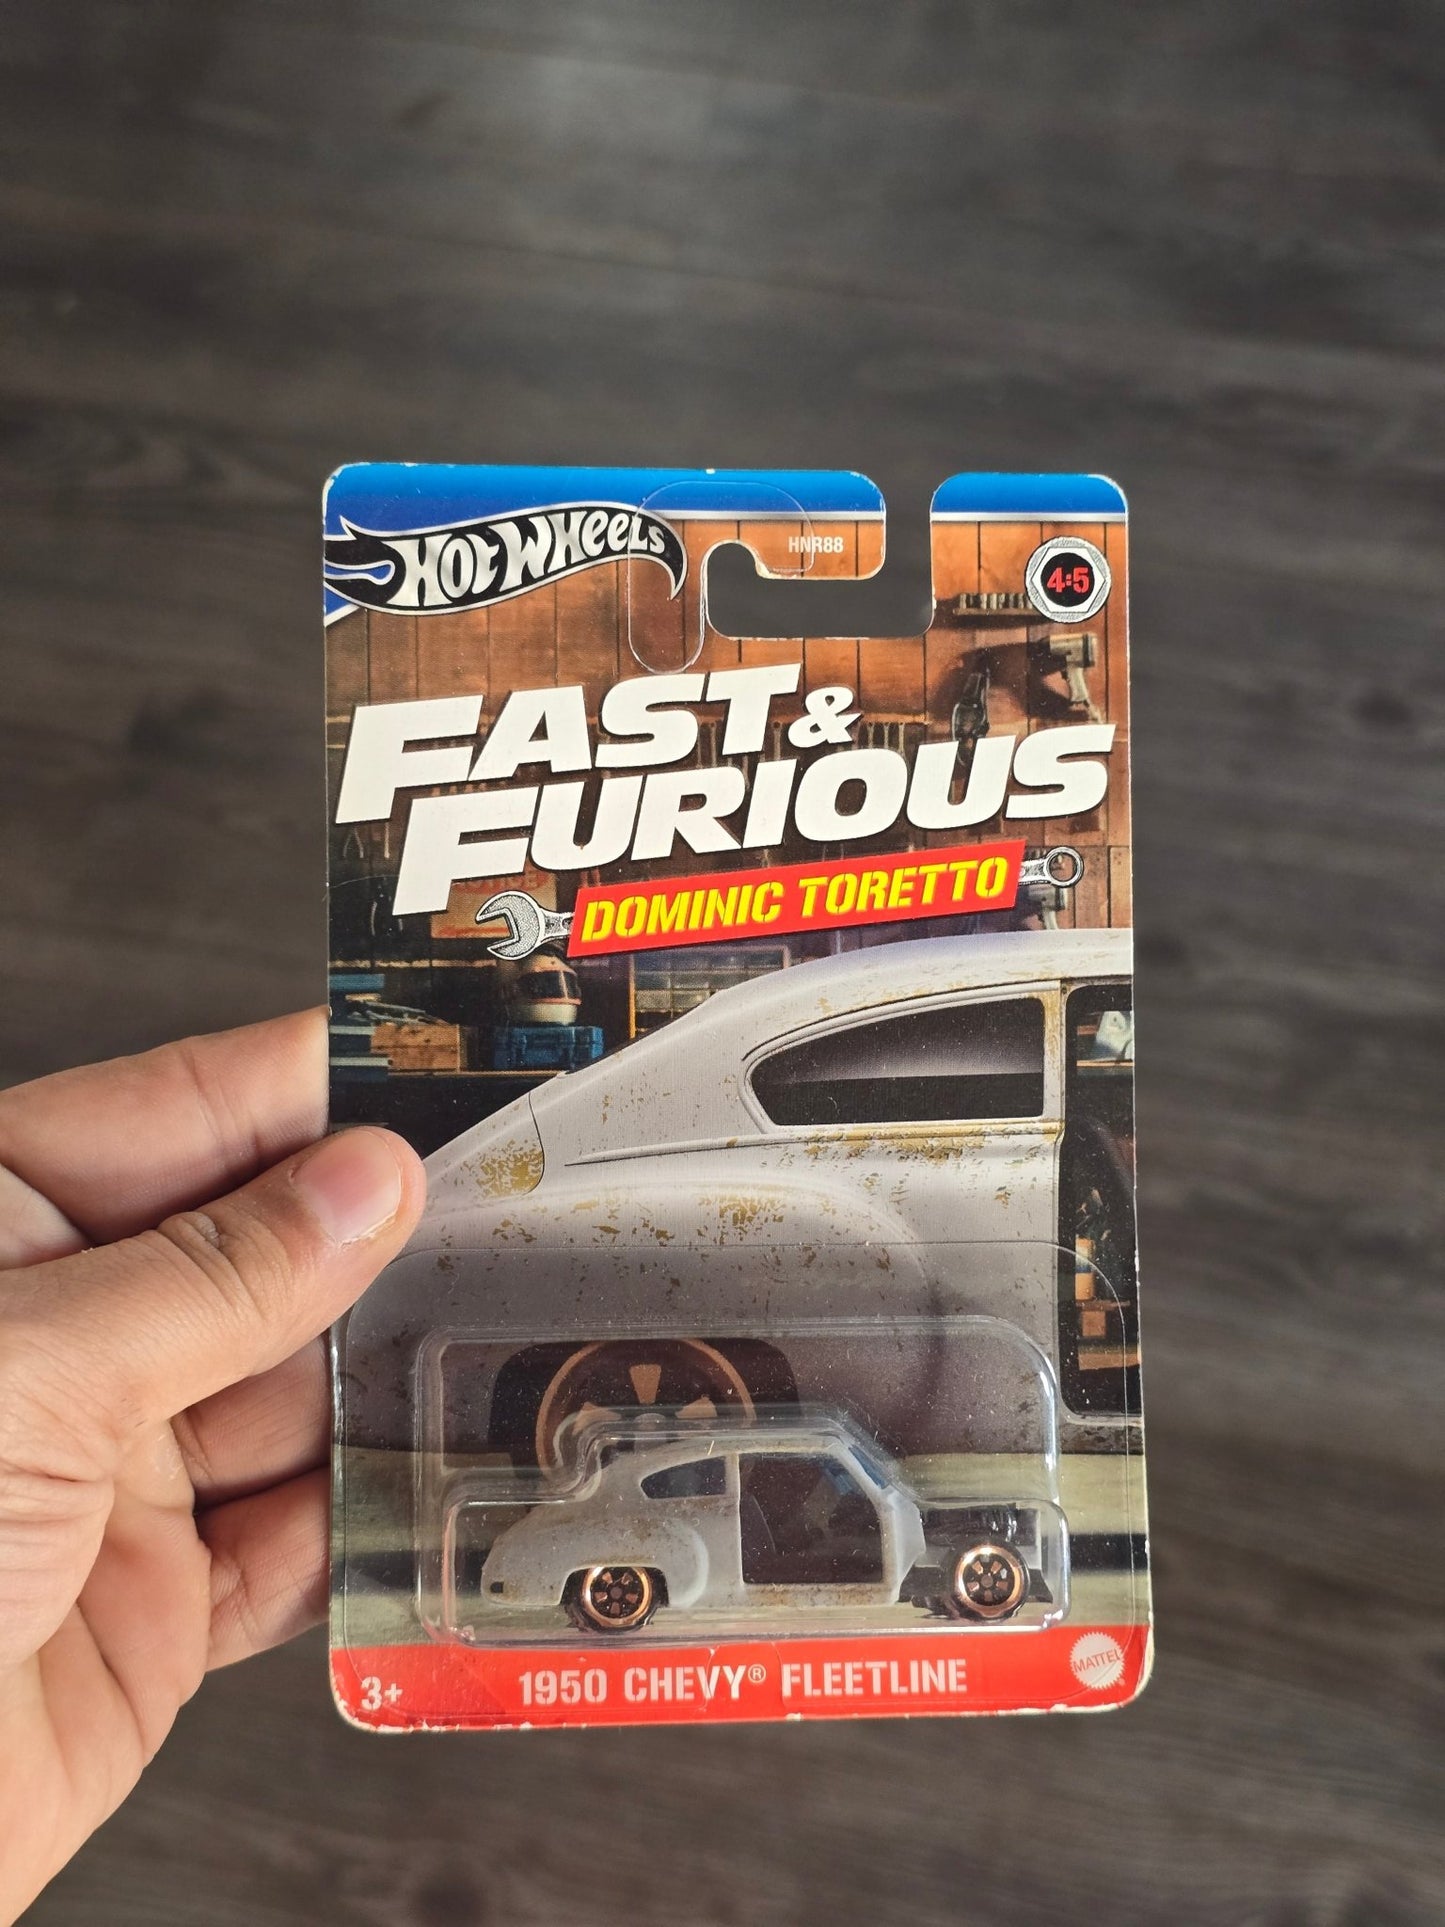 HOT WHEELS
HNR88
4:5
FAST &
FURIOUS
DOMINIC TORETTO
3+
1950 CHEVY® FLEETLINE
MATTEL